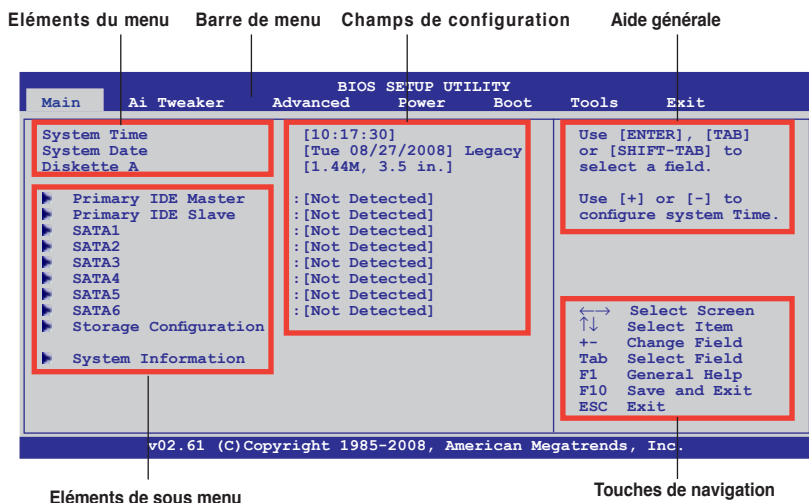 Eléments du menu Barre de menu Champs de configuration Aide générale
BIOS SETUP UTILITY
Main Ai Tweaker Advanced Power Boot Tools Exit
System Time [10:17:30]
System Date [Tue 08/27/2008] Legacy
Diskette A [1.44M, 3.5 in.]
Primary IDE Master :[Not Detected]
Primary IDE Slave :[Not Detected]
SATA1 :[Not Detected]
SATA2 :[Not Detected]
SATA3 :[Not Detected]
SATA4 :[Not Detected]
SATA5 :[Not Detected]
SATA6 :[Not Detected]
Storage Configuration
System Information
Use [ENTER], [TAB]
or [SHIFT-TAB] to
select a field.
Use [+] or [-] to
configure system Time.
←→ Select Screen
↑↓ Select Item
+- Change Field
Tab Select Field
F1 General Help
F10 Save and Exit
ESC Exit
v02.61 (C)Copyright 1985-2008, American Megatrends, Inc.
Eléments de sous menu Touches de navigation